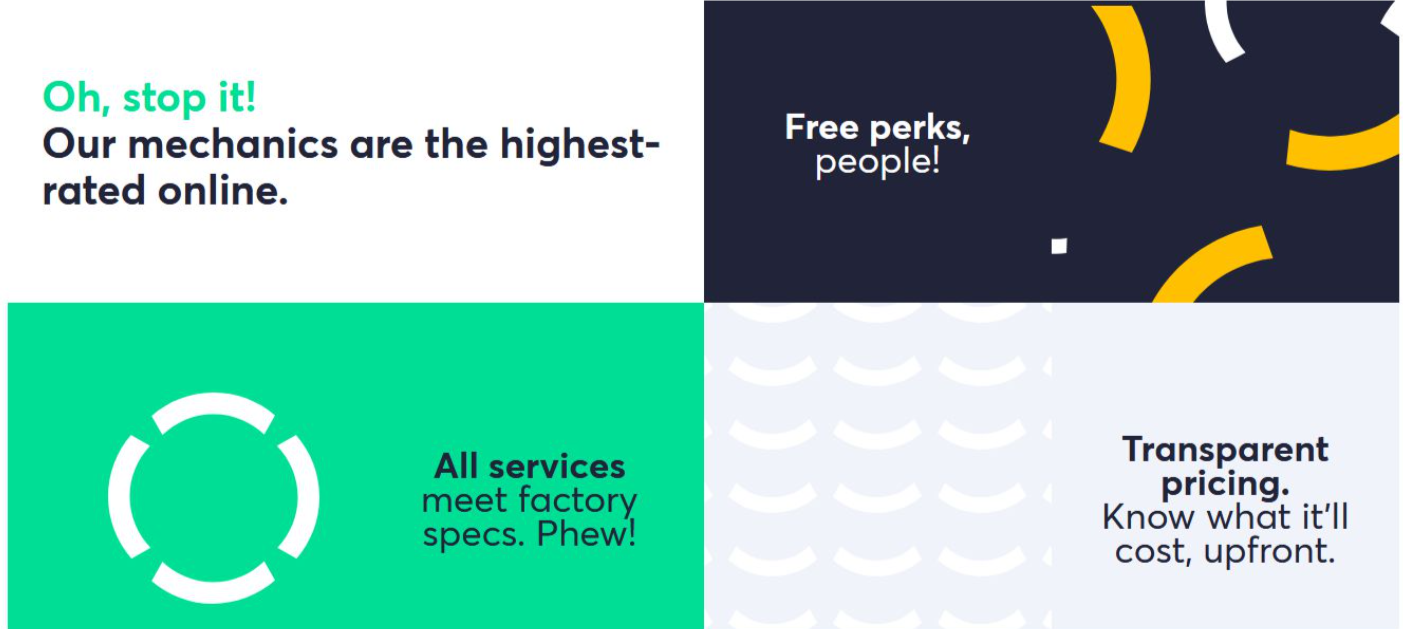 Oh, stop it!
Our mechanics are the highest-
rated online.
Free perks,
people!
All services
meet factory
specs. Phew!
Transparent
pricing.
Know what it'll
cost, upfront.